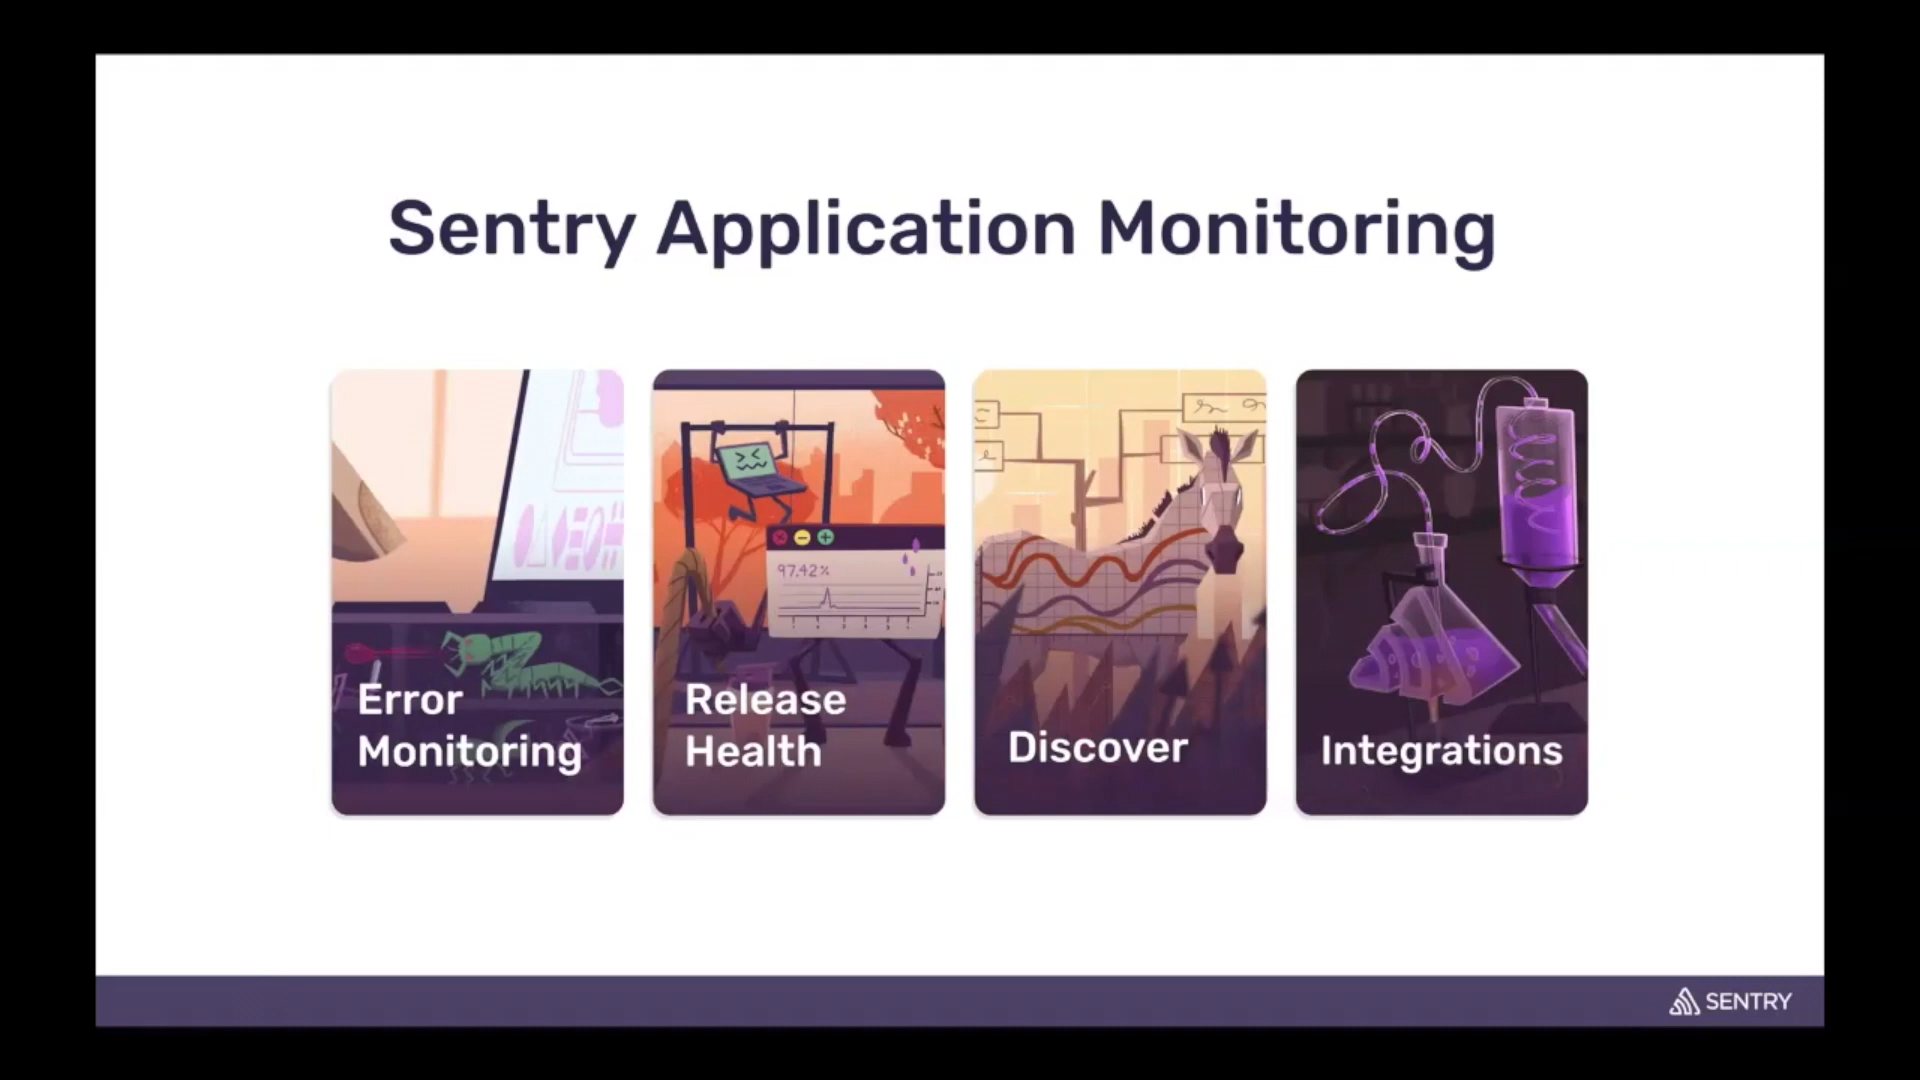 Sentry Application Monitoring
97.42%
Error
Monitoring
Release
Health
Discover
Integrations
SENTRY